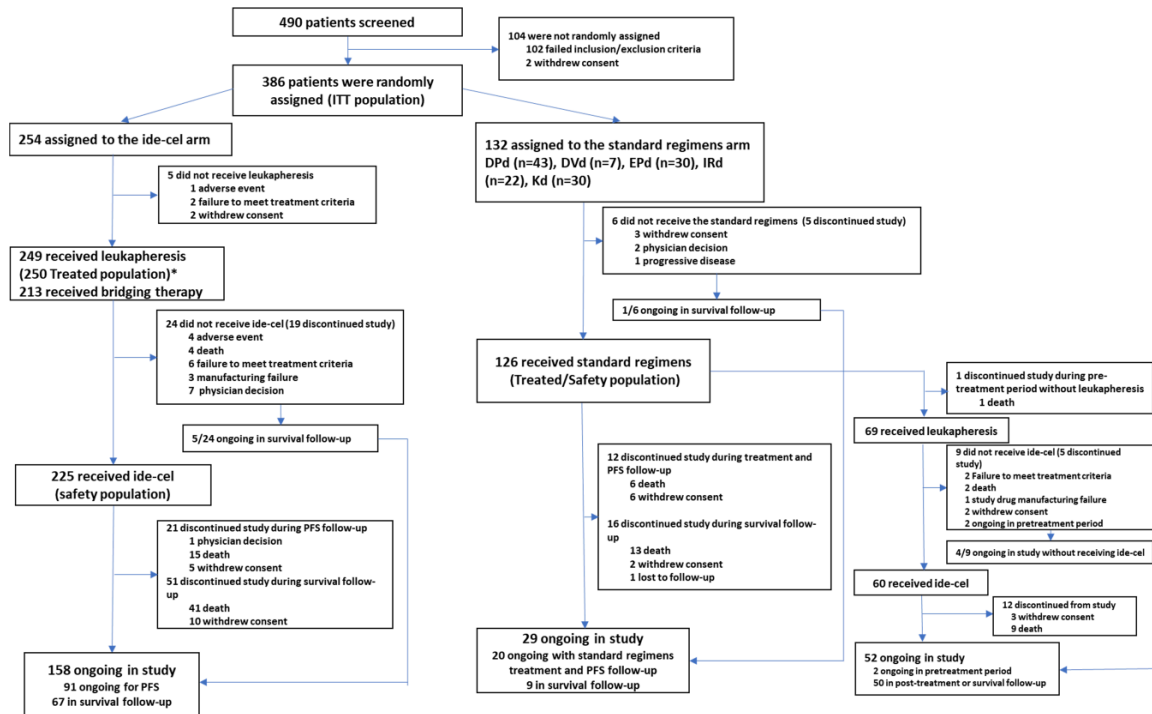 490 patients screened
104 were not randomly assigned
102 failed inclusion/exclusion criteria
2 withdrew consent
386 patients were randomly
assigned (ITT population)
254 assigned to the ide-cel arm
5 did not receive leukapheresis
1 adverse event
2 failure to meet treatment criteria
2 withdrew consent
249 received leukapheresis
(250 Treated population)*
213 received bridging therapy
24 did not receive ide-cel (19 discontinued study)
4 adverse event
4 death
6 failure to meet treatment criteria
3 manufacturing failure
7 physician decision
5/24 ongoing in survival follow-up
225 received ide-cel
(safety population)
21 discontinued study during PFS follow-up
1 physician decision
15 death
5 withdrew consent
51 discontinued study during survival follow-
up
41 death
10 withdrew consent
158 ongoing in study
91 ongoing for PFS
67 in survival follow-up
132 assigned to the standard regimens arm
DPd (n=43), DVd (n=7), EPd (n=30), IRd
(n=22), Kd (n=30)
6 did not receive the standard regimens (5 discontinued study)
3 withdrew consent
2 physician decision
1 progressive disease
1/6 ongoing in survival follow-up
126 received standard regimens
(Treated/Safety population)
12 discontinued study during treatment and
PFS follow-up
6 death
6 withdrew consent
16 discontinued study during survival follow-
up
13 death
2 withdrew consent
1 lost to follow-up
29 ongoing in study
20 ongoing with standard regimens
treatment and PFS follow-up
9 in survival follow-up
1 discontinued study during pre-
treatment period without leukapheresis
1 death
69 received leukapheresis
9 did not receive ide-cel (5 discontinued
study)
2 Failure to meet treatment criteria
2 death
1 study drug manufacturing failure
2 withdrew consent
2 ongoing in pretreatment period
4/9 ongoing in study without receiving ide-cel
60 received ide-cel
12 discontinued from study
3 withdrew consent
9 death
52 ongoing in study
2 ongoing in pretreatment period
50 in post-treatment or survival follow-up